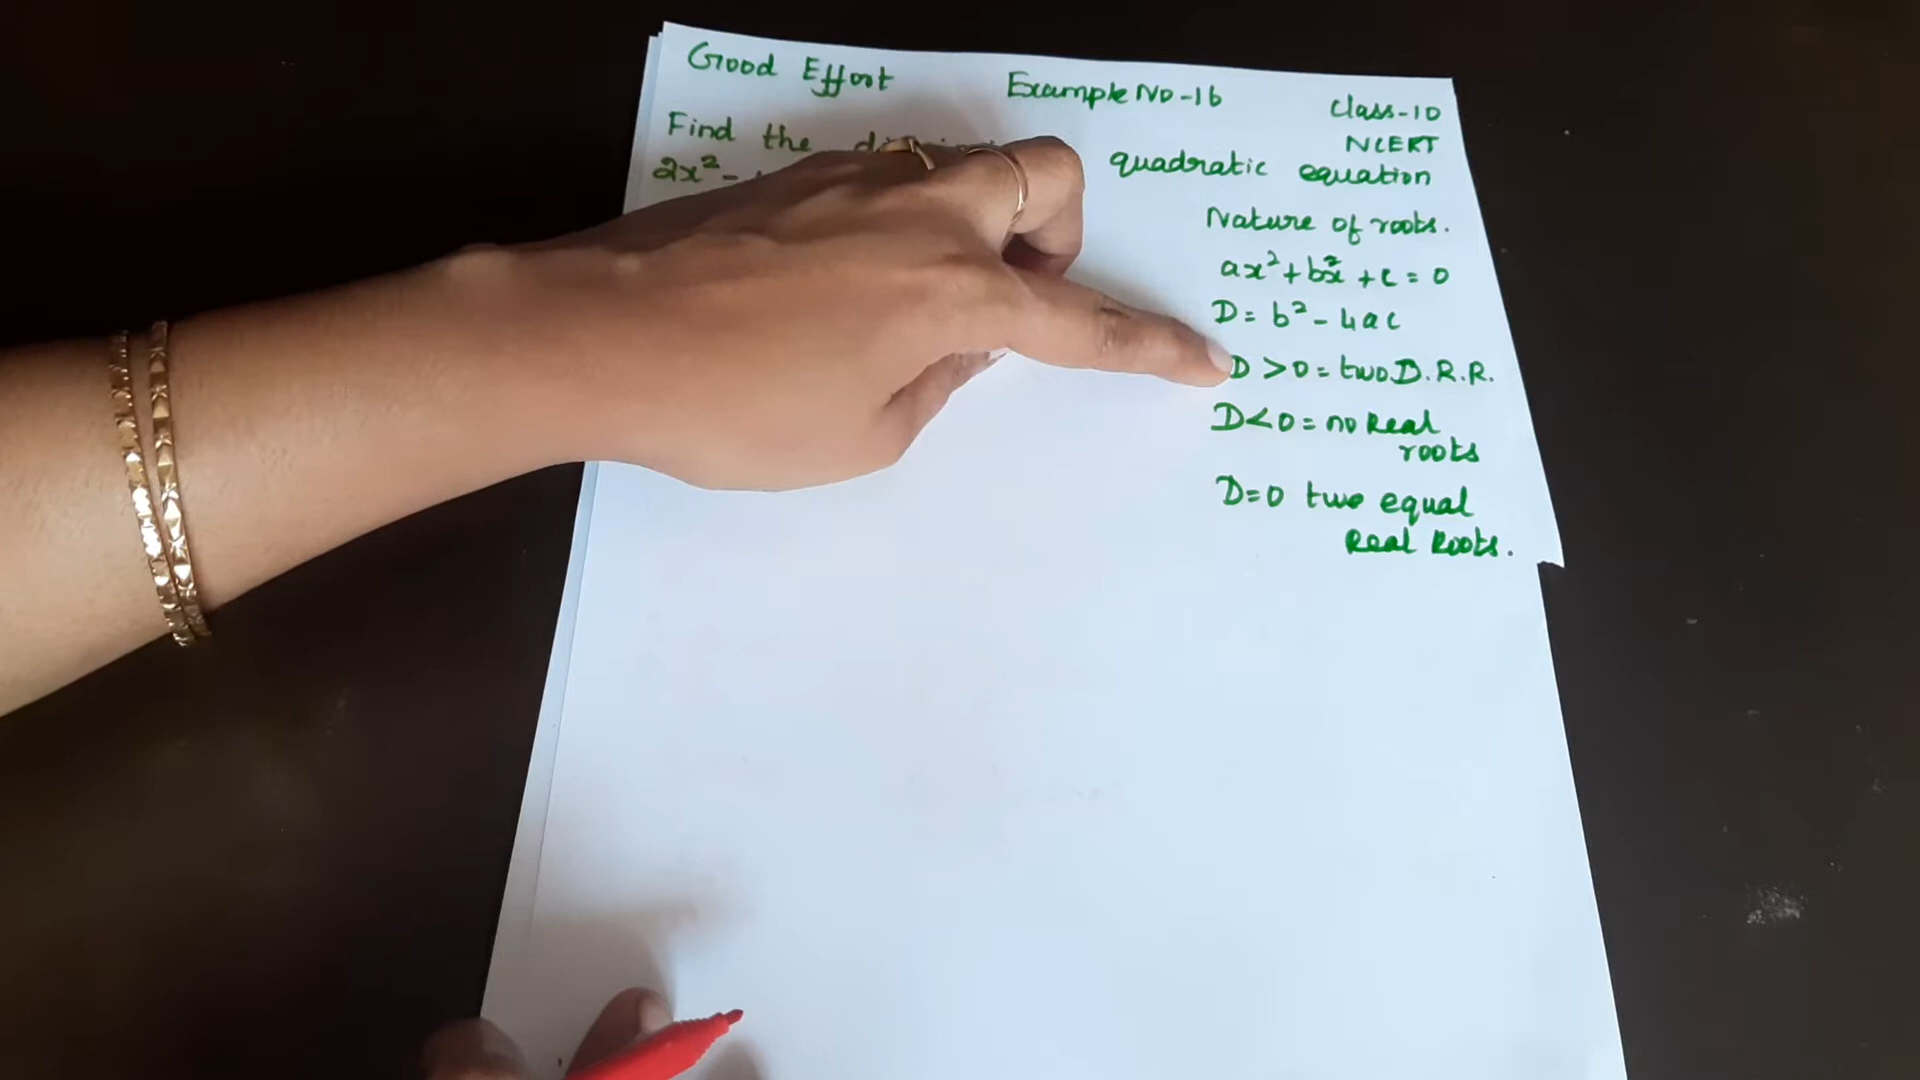 Good Effort Example No-16 Class-10
NCERT
Find the quadratic equation
2x² -
Nature of roots.
ax² + bx² + c = 0
D = b² - 4ac
D > 0 = two D.R.R.
D < 0 = no Real
roots
D = 0 two equal
Real Roots.